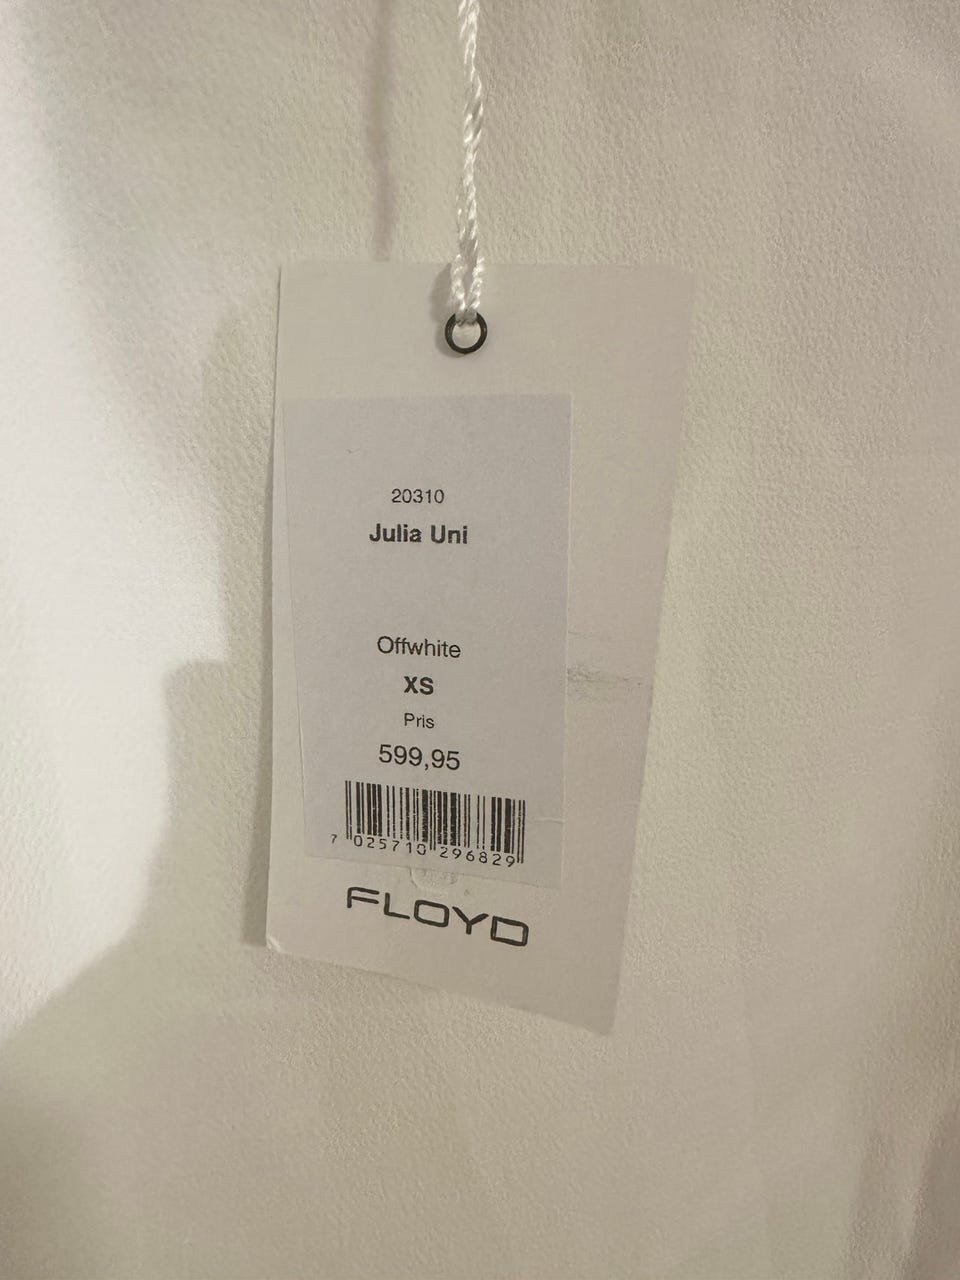 20310
Julia Uni
Offwhite
XS
Pris
599,95
7 025710 296829
FLOYD